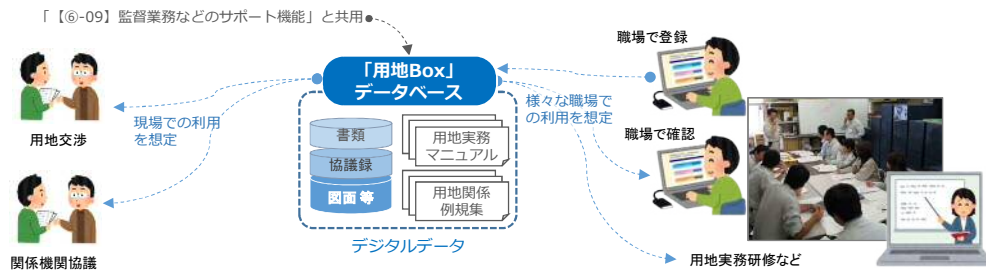 「【⑥-09】監督業務などのサポート機能」と共用
職場で登録
「用地Box」
データベース
用地交渉
現場での利用
を想定
様々な職場で
の利用を想定
書類
協議録
図面等
用地実務
マニュアル
用地関係
例規集
職場で確認
デジタルデータ
関係機関協議
用地実務研修など